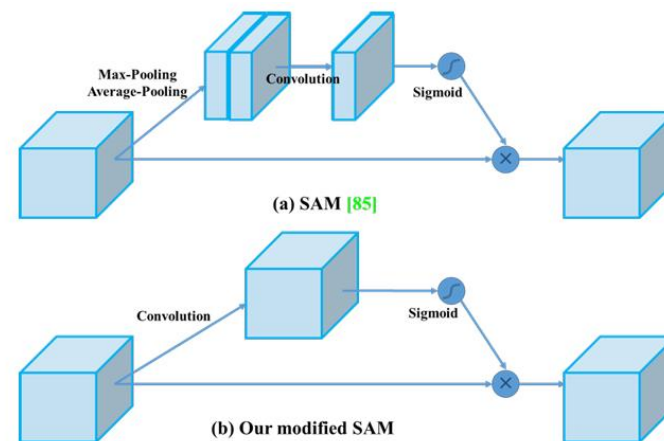 Max-Pooling
Average-Pooling
Convolution
Sigmoid
(a) SAM [85]
Convolution
Sigmoid
(b) Our modified SAM